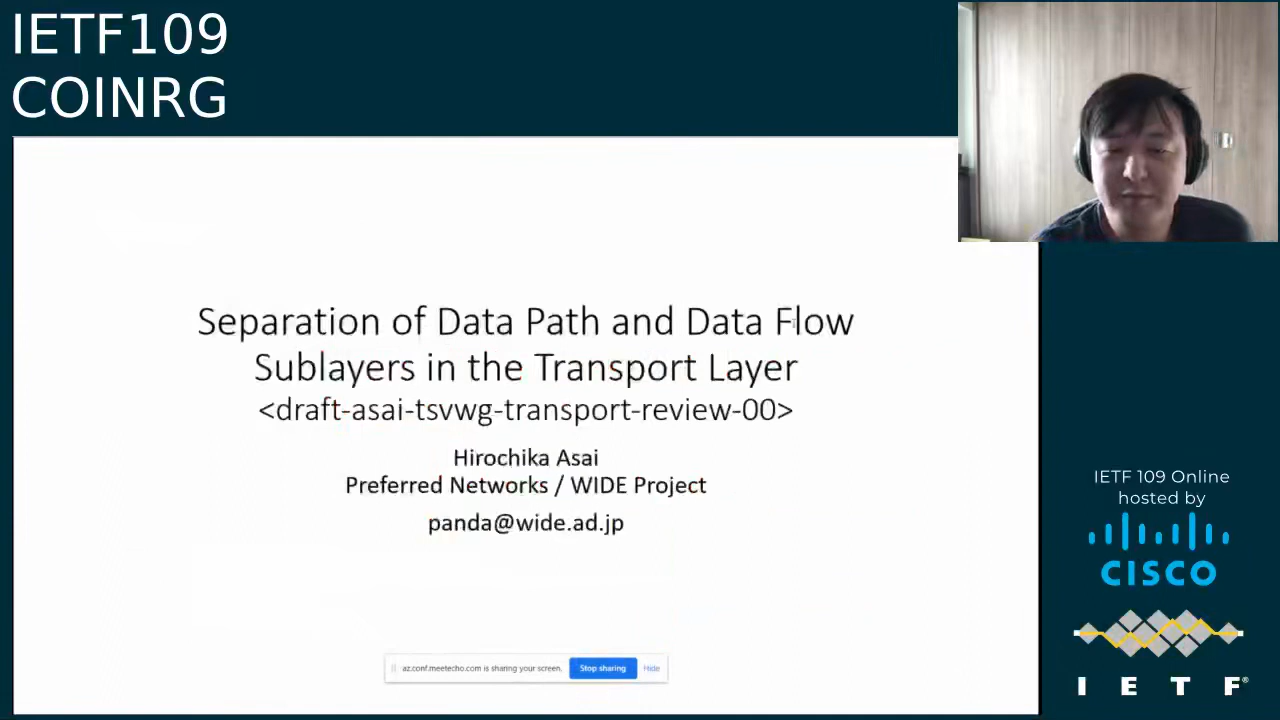 IETF109
COINRG
Separation of Data Path and Data Flow
Sublayers in the Transport Layer
<draft-asai-tsvwg-transport-review-00>
Hirochika Asai
Preferred Networks / WIDE Project
panda@wide.ad.jp
az.conf.meetecho.com is sharing your screen. Stop sharing Hide
IETF 109 Online
hosted by
CISCO
I E T F®